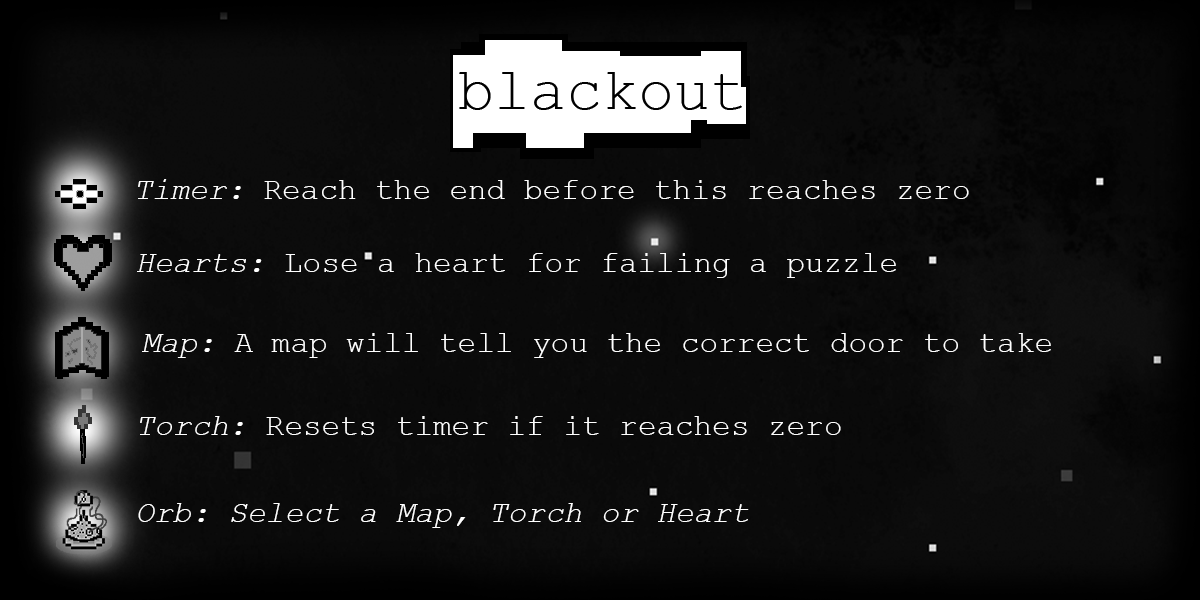 blackout
Timer: Reach the end before this reaches zero
Hearts: Lose a heart for failing a puzzle
Map: A map will tell you the correct door to take
Torch: Resets timer if it reaches zero
Orb: Select a Map, Torch or Heart